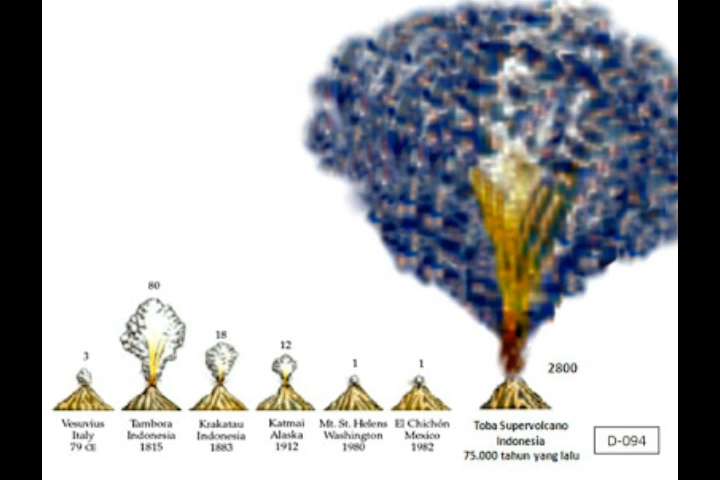 3
80
18
12
1
1
2800
Vesuvius
Italy
79 CE
Tambora
Indonesia
1815
Krakatau
Indonesia
1883
Katmai
Alaska
1912
Mt. St. Helens
Washington
1980
El Chichón
Mexico
1982
Toba Supervolcano
Indonesia
75.000 tahun yang lalu
D-094